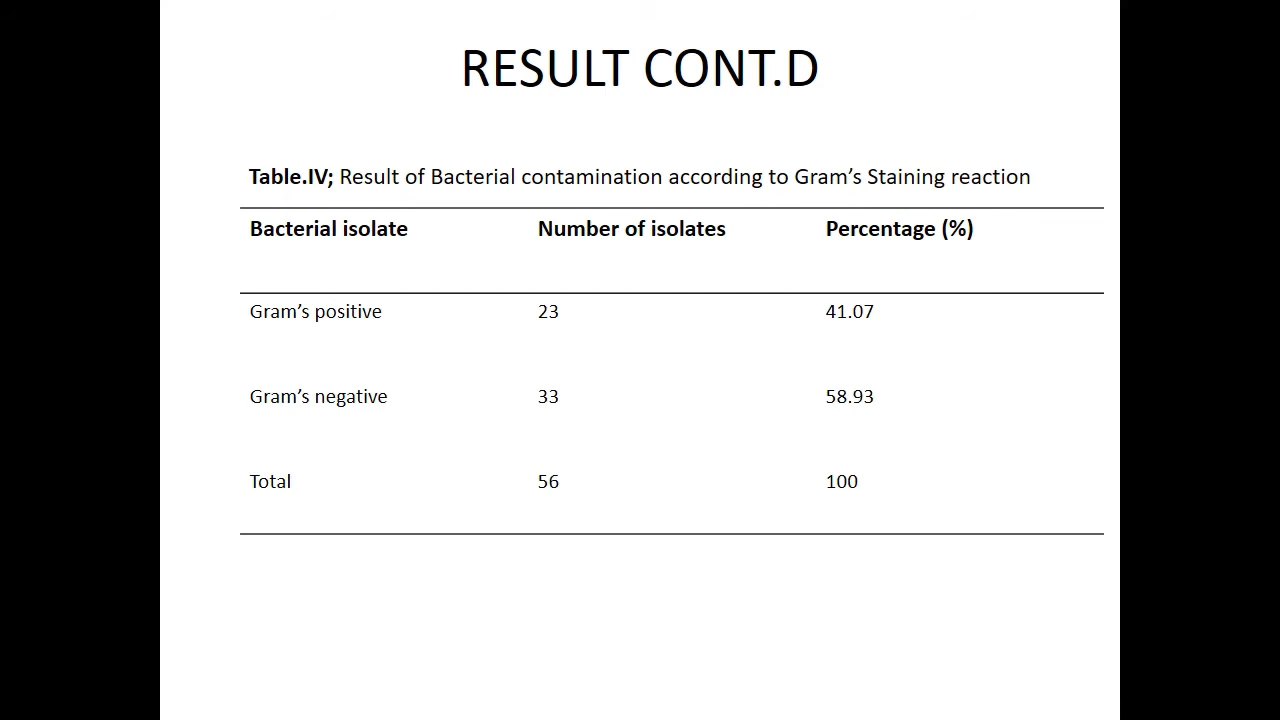 RESULT CONT.D
Table.IV; Result of Bacterial contamination according to Gram’s Staining reaction
Bacterial isolate Number of isolates Percentage (%)
Gram’s positive 23 41.07
Gram’s negative 33 58.93
Total 56 100